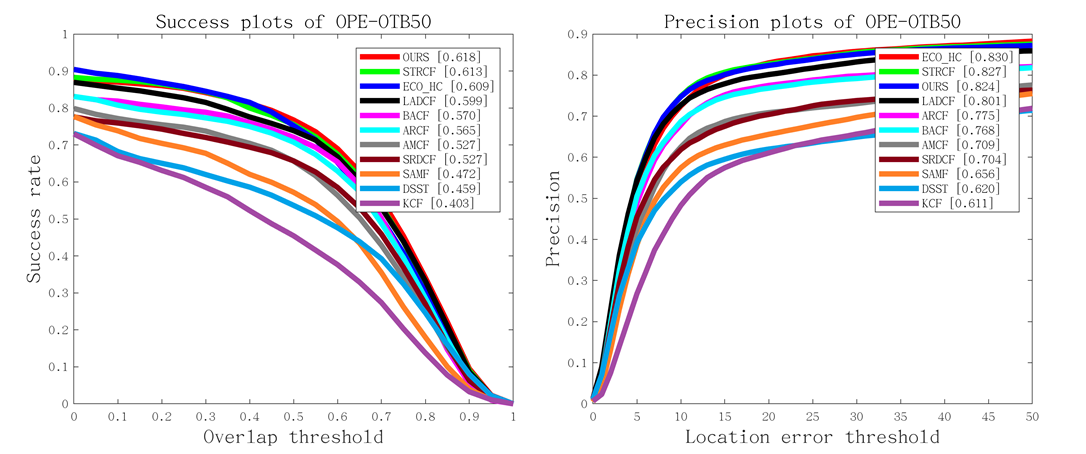 Success plots of OPE-OTB50
1
0.9
0.8
0.7
0.6
0.5
0.4
0.3
0.2
0.1
0
Success rate
OURS [0.618]
STRCF [0.613]
ECO_HC [0.609]
LADCF [0.599]
BACF [0.570]
ARCF [0.565]
AMCF [0.527]
SRDCF [0.527]
SAMF [0.472]
DSST [0.459]
KCF [0.403]
0 0.1 0.2 0.3 0.4 0.5 0.6 0.7 0.8 0.9 1
Overlap threshold
Precision plots of OPE-OTB50
0.9
0.8
0.7
0.6
0.5
0.4
0.3
0.2
0.1
0
Precision
ECO_HC [0.830]
STRCF [0.827]
OURS [0.824]
LADCF [0.801]
ARCF [0.775]
BACF [0.768]
AMCF [0.709]
SRDCF [0.704]
SAMF [0.656]
DSST [0.620]
KCF [0.611]
0 5 10 15 20 25 30 35 40 45 50
Location error threshold